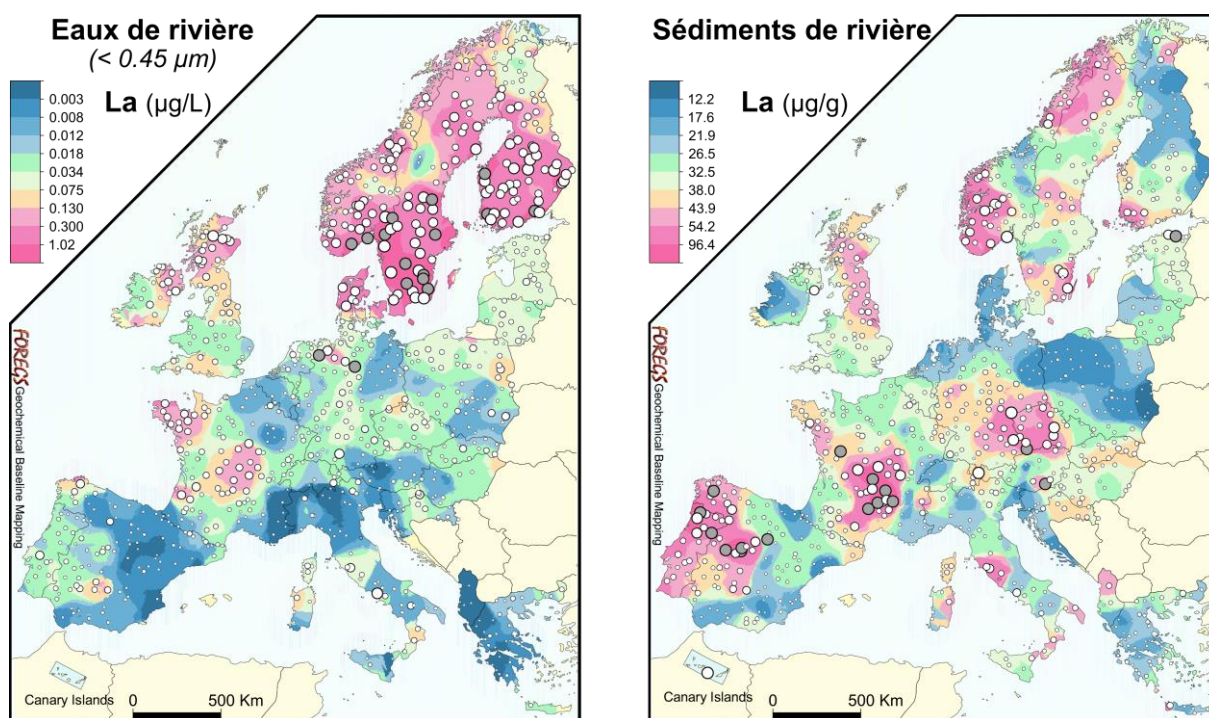 Eaux de rivière
(< 0.45 µm)
La (µg/L)
0.003
0.008
0.012
0.018
0.034
0.075
0.130
0.300
1.02
FOREGS Geochemical Baseline Mapping
Canary Islands
0 500 Km
Sédiments de rivière
La (µg/g)
12.2
17.6
21.9
26.5
32.5
38.0
43.9
54.2
96.4
FOREGS Geochemical Baseline Mapping
Canary Islands
0 500 Km